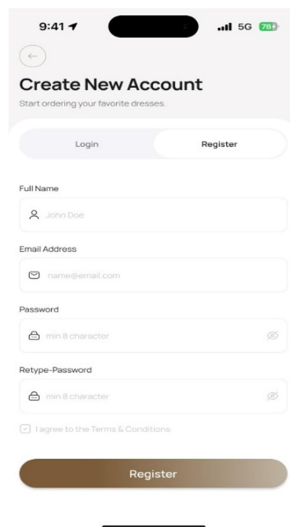 9:41
5G
78
Create New Account
Start ordering your favorite dresses.
Login
Register
Full Name
John Doe
Email Address
name@email.com
Password
min 8 character
Retype-Password
min 8 character
I agree to the Terms & Conditions
Register